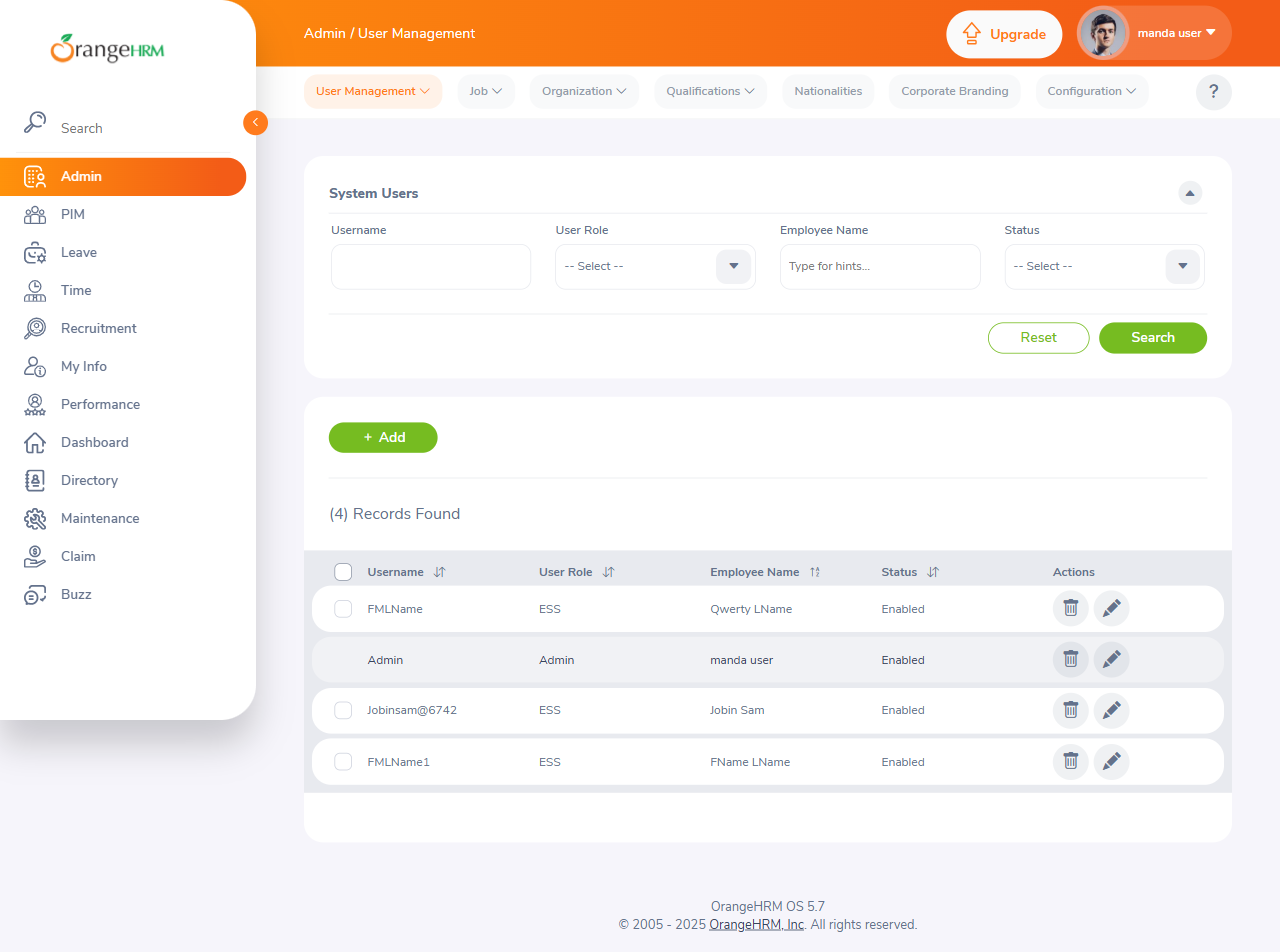 OrangeHRM
Admin / User Management
Upgrade
manda user
User Management
Job
Organization
Qualifications
Nationalities
Corporate Branding
Configuration
?
Search
Admin
PIM
Leave
Time
Recruitment
My Info
Performance
Dashboard
Directory
Maintenance
Claim
Buzz
System Users
Username User Role Employee Name Status
-- Select -- Type for hints... -- Select --
Reset Search
+ Add
(4) Records Found
Username User Role Employee Name Status Actions
FMLName ESS Qwerty LName Enabled
Admin Admin manda user Enabled
Jobinsam@6742 ESS Jobin Sam Enabled
FMLName1 ESS FName LName Enabled
OrangeHRM OS 5.7
© 2005 - 2025 OrangeHRM, Inc. All rights reserved.